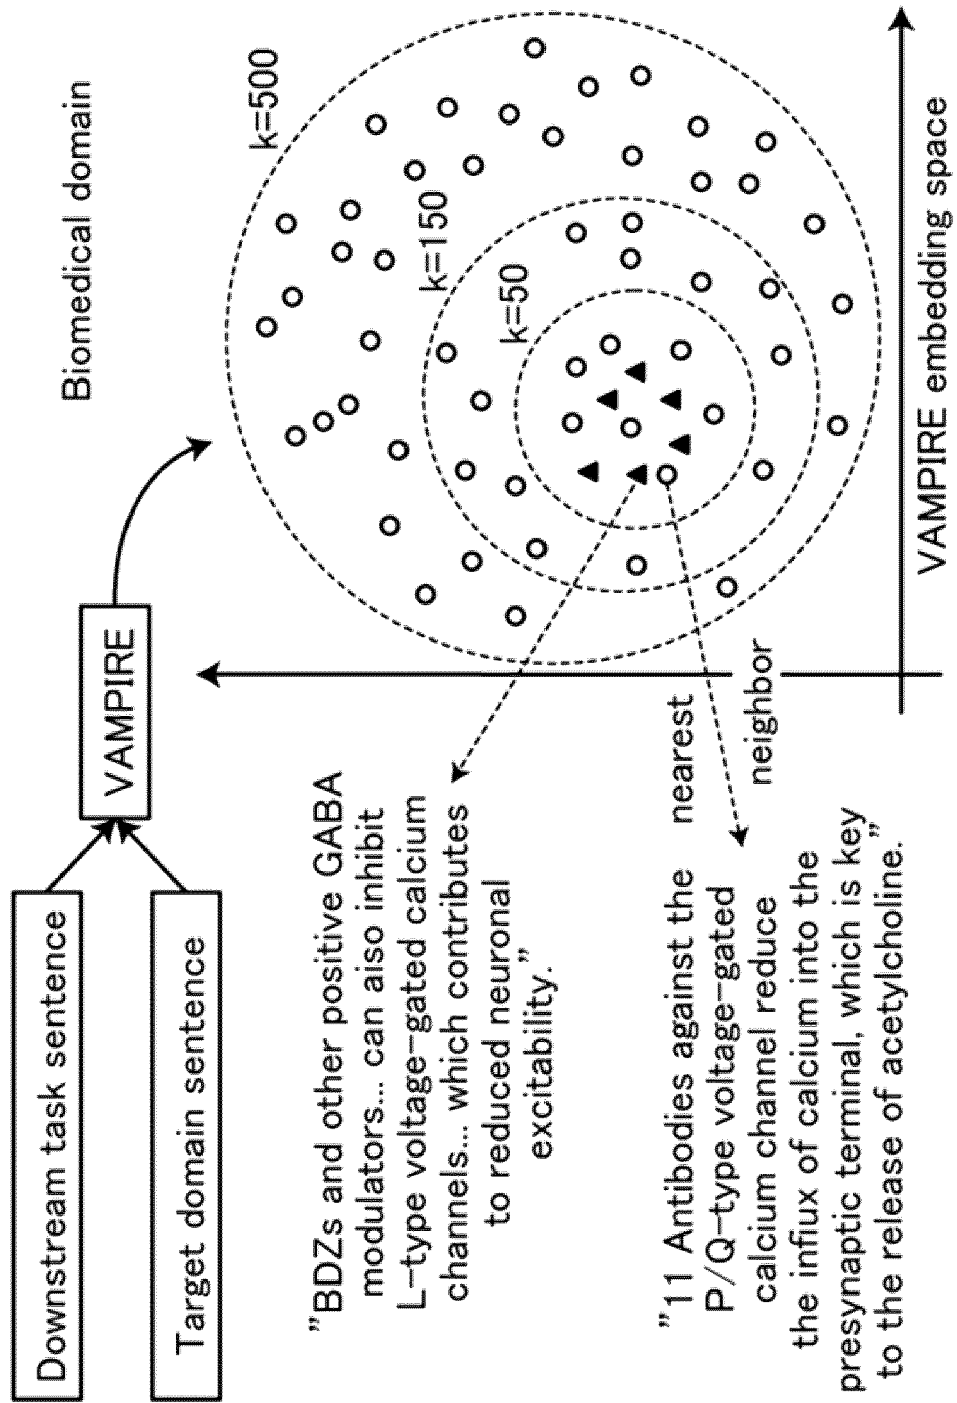 Downstream task sentence
Target domain sentence
VAMPIRE
Biomedical domain
k=500
k=150
k=50
"BDZs and other positive GABA
modulators... can aiso inhibit
L-type voltage-gated calcium
channels... which contributes
to reduced neuronal
excitability."
nearest
neighbor
"11 Antibodies against the
P/Q-type voltage-gated
calcium channel reduce
the infiux of calcium into the
presynaptic terminal, which is key
to the release of acetylcholine."
VAMPIRE embedding space